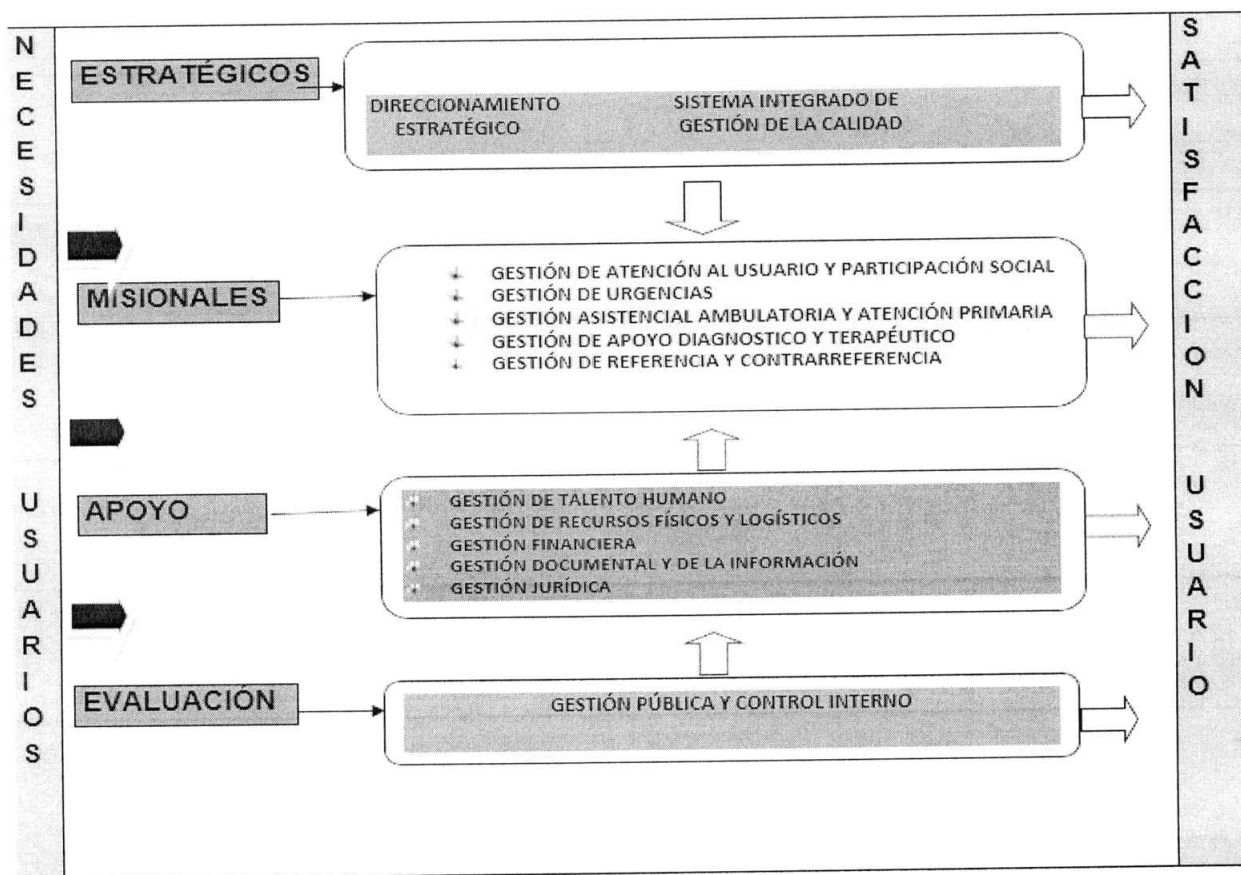 NECESIDADES USUARIOS
ESTRATÉGICOS
DIRECCIONAMIENTO
ESTRATÉGICO
SISTEMA INTEGRADO DE
GESTIÓN DE LA CALIDAD
MISIONALES
GESTIÓN DE ATENCIÓN AL USUARIO Y PARTICIPACIÓN SOCIAL
GESTIÓN DE URGENCIAS
GESTIÓN ASISTENCIAL AMBULATORIA Y ATENCIÓN PRIMARIA
GESTIÓN DE APOYO DIAGNOSTICO Y TERAPÉUTICO
GESTIÓN DE REFERENCIA Y CONTRARREFERENCIA
APOYO
GESTIÓN DE TALENTO HUMANO
GESTIÓN DE RECURSOS FÍSICOS Y LOGÍSTICOS
GESTIÓN FINANCIERA
GESTIÓN DOCUMENTAL Y DE LA INFORMACIÓN
GESTIÓN JURÍDICA
EVALUACIÓN
GESTIÓN PÚBLICA Y CONTROL INTERNO
SATISFACCION USUARIO